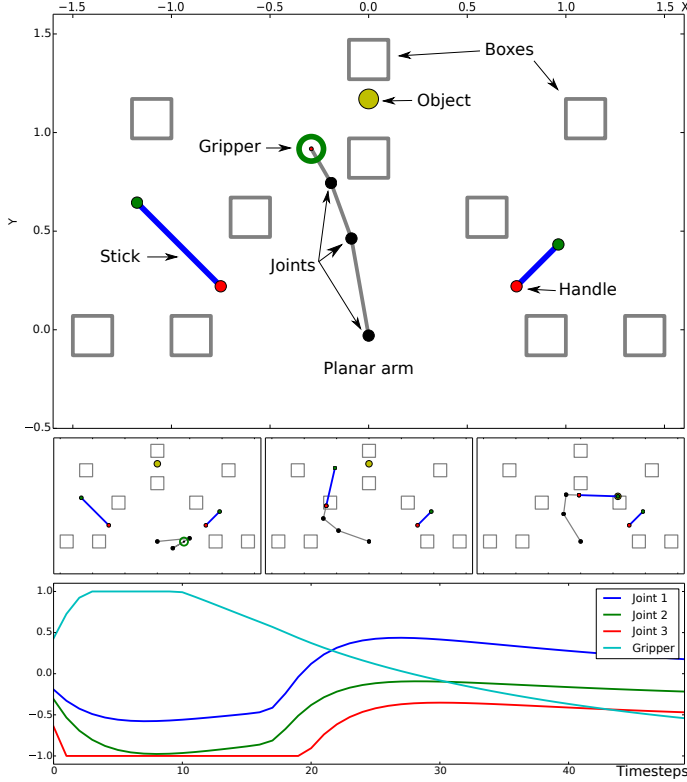 −1.5 −1.0 −0.5 0.0 0.5 1.0 1.5 X
1.5
Boxes
Object
1.0
Gripper
Y
0.5
Stick
Joints
Handle
0.0
Planar arm
−0.5
1.0
Joint 1
Joint 2
Joint 3
Gripper
0.5
0.0
−0.5
−1.0
0 10 20 30 40 Timesteps